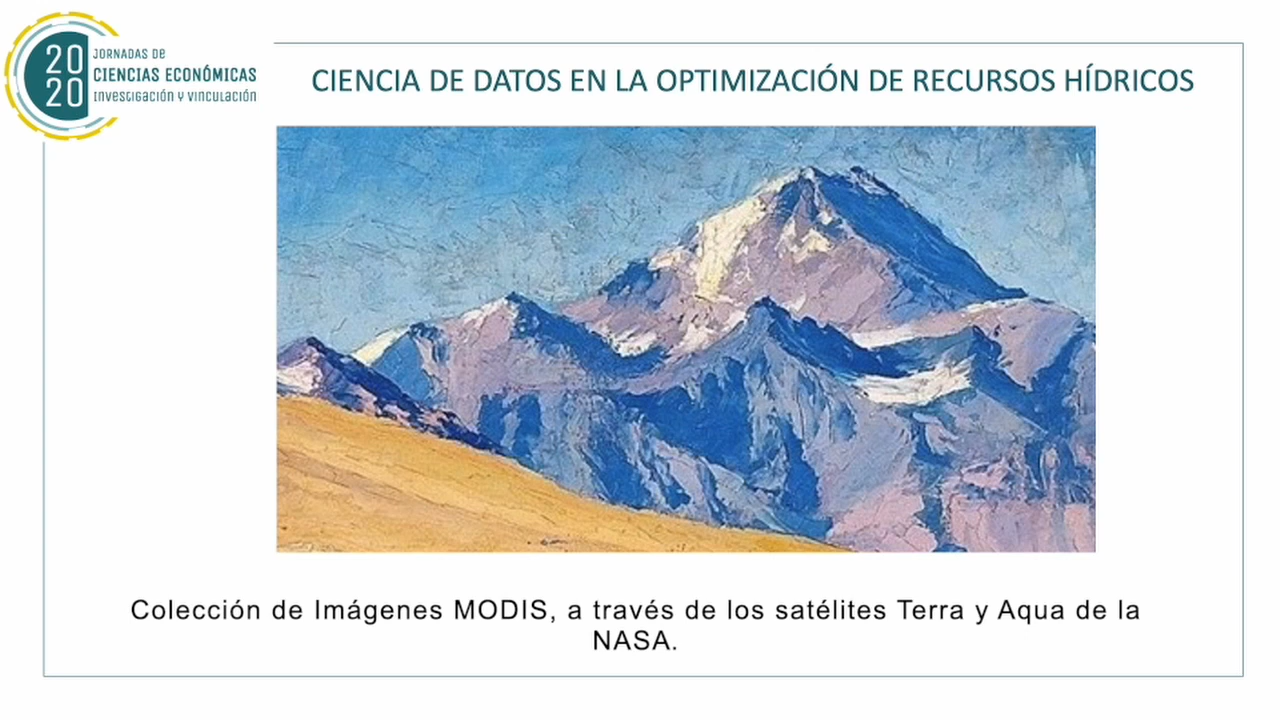 20
20
JORNADAS DE
CIENCIAS ECONÓMICAS
INVESTIGACIÓN Y VINCULACIÓN
CIENCIA DE DATOS EN LA OPTIMIZACIÓN DE RECURSOS HÍDRICOS
Colección de Imágenes MODIS, a través de los satélites Terra y Aqua de la
NASA.